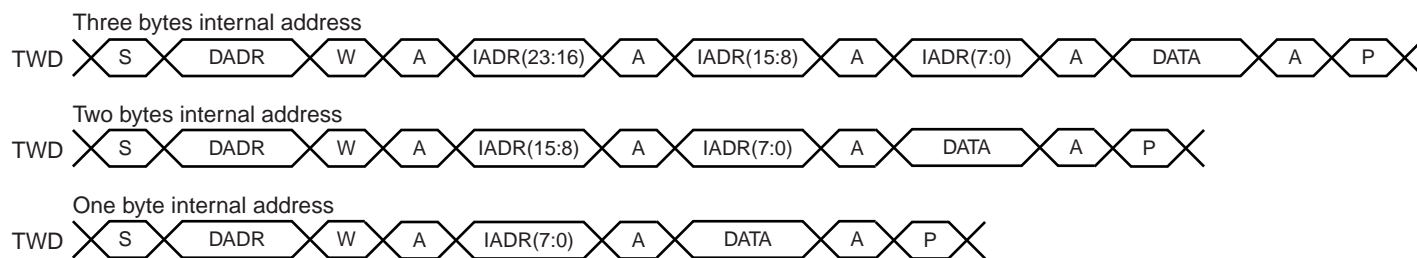 Three bytes internal address
TWD S DADR W A IADR(23:16) A IADR(15:8) A IADR(7:0) A DATA A P
Two bytes internal address
TWD S DADR W A IADR(15:8) A IADR(7:0) A DATA A P
One byte internal address
TWD S DADR W A IADR(7:0) A DATA A P